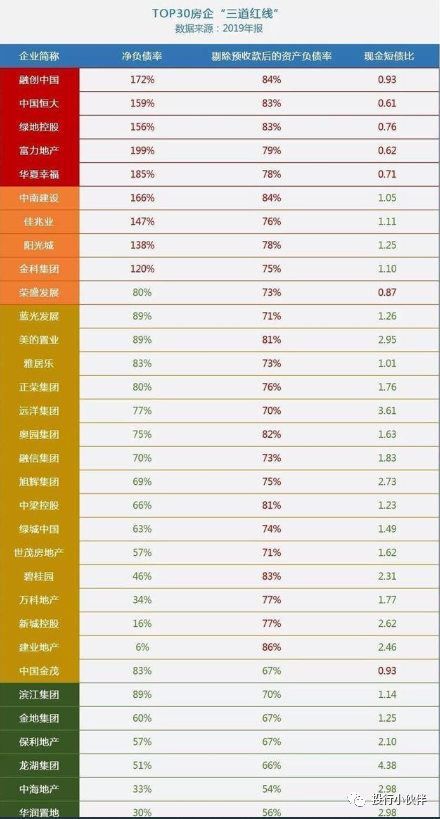 TOP30房企“三道红线”
数据来源：2019年报
企业简称 净负债率 剔除预收款后的资产负债率 现金短债比
融创中国 172% 84% 0.93
中国恒大 159% 83% 0.61
绿地控股 156% 83% 0.76
富力地产 199% 79% 0.62
华夏幸福 185% 78% 0.71
中南建设 166% 84% 1.05
佳兆业 147% 76% 1.11
阳光城 138% 78% 1.25
金科集团 120% 75% 1.10
荣盛发展 80% 73% 0.87
蓝光发展 89% 71% 1.26
美的置业 89% 81% 2.95
雅居乐 83% 73% 1.01
正荣集团 80% 76% 1.76
远洋集团 77% 70% 3.61
奥园集团 75% 82% 1.63
融信集团 70% 73% 1.83
旭辉集团 69% 75% 2.73
中梁控股 66% 81% 1.23
绿城中国 63% 74% 1.49
世茂房地产 57% 71% 1.62
碧桂园 46% 83% 2.31
万科地产 34% 77% 1.77
新城控股 16% 77% 2.62
建业地产 6% 86% 2.46
中国金茂 83% 67% 0.93
滨江集团 89% 70% 1.14
金地集团 60% 67% 1.25
保利地产 57% 67% 2.10
龙湖集团 51% 66% 4.38
中海地产 33% 54% 2.98
华润置地 30% 56% 2.98
投行小伙伴